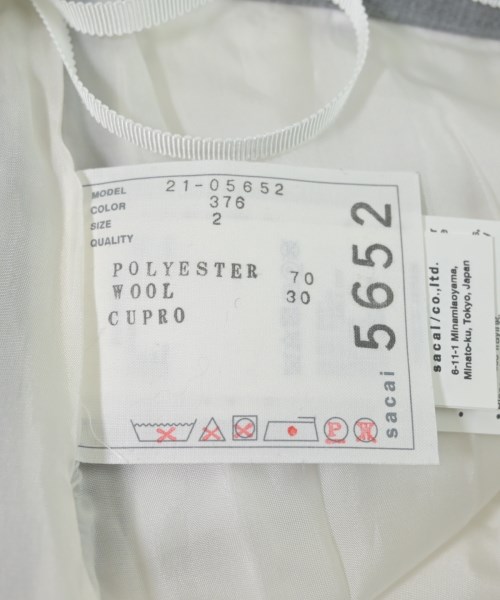 MODEL 21-05652
COLOR 376
SIZE 2
QUALITY
POLYESTER 70
WOOL 30
CUPRO
P W
sacai 5652
sacai/co.,ltd.
6-11-1 Minamiaoyama,
Minato-ku, Tokyo, Japan